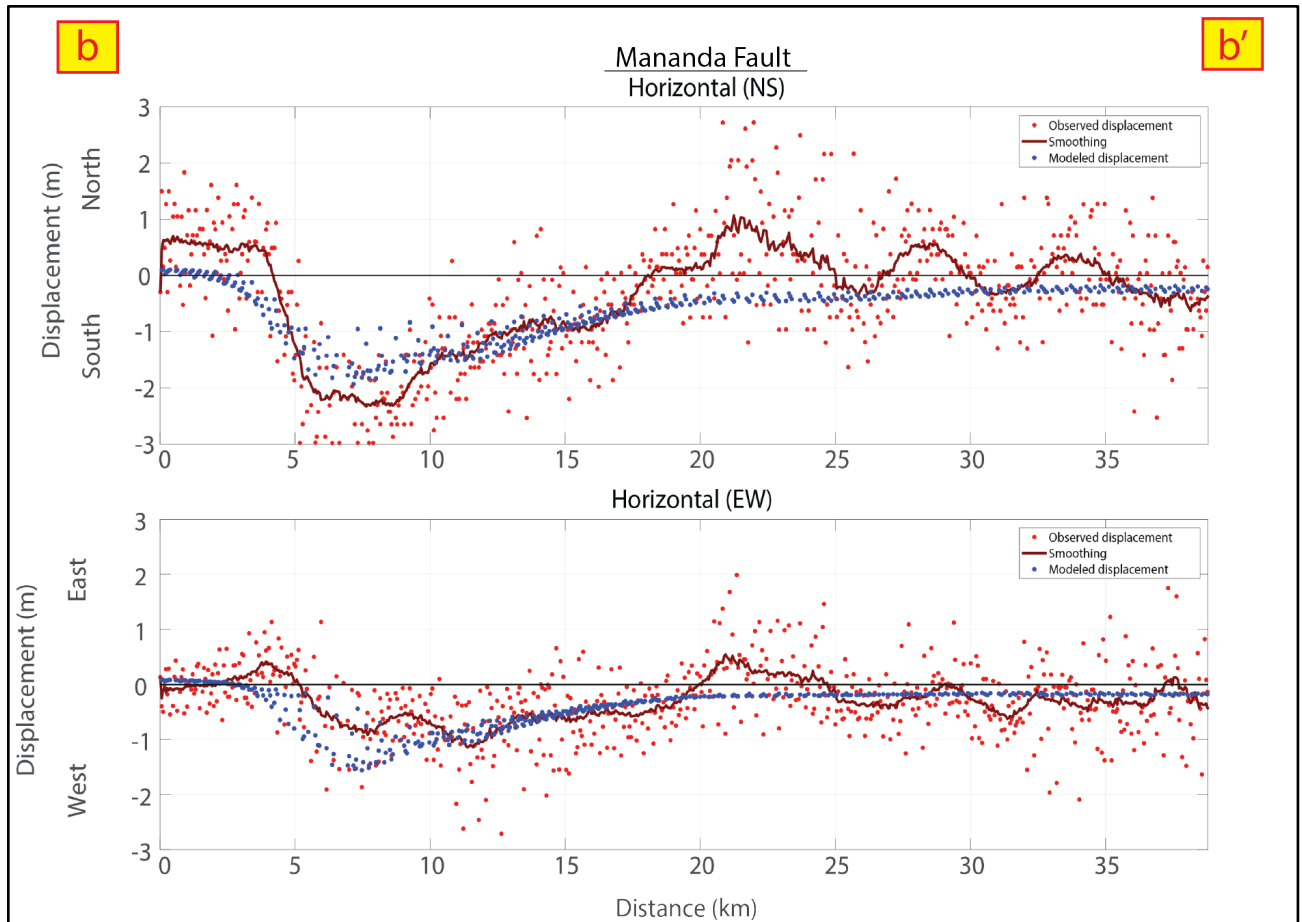 b
b'
Mananda Fault
Horizontal (NS)
Displacement (m)
South North
3
2
1
0
-1
-2
-3
Observed displacement
Smoothing
Modeled displacement
0 5 10 15 20 25 30 35
Horizontal (EW)
Displacement (m)
West East
3
2
1
0
-1
-2
-3
Observed displacement
Smoothing
Modeled displacement
0 5 10 15 20 25 30 35
Distance (km)